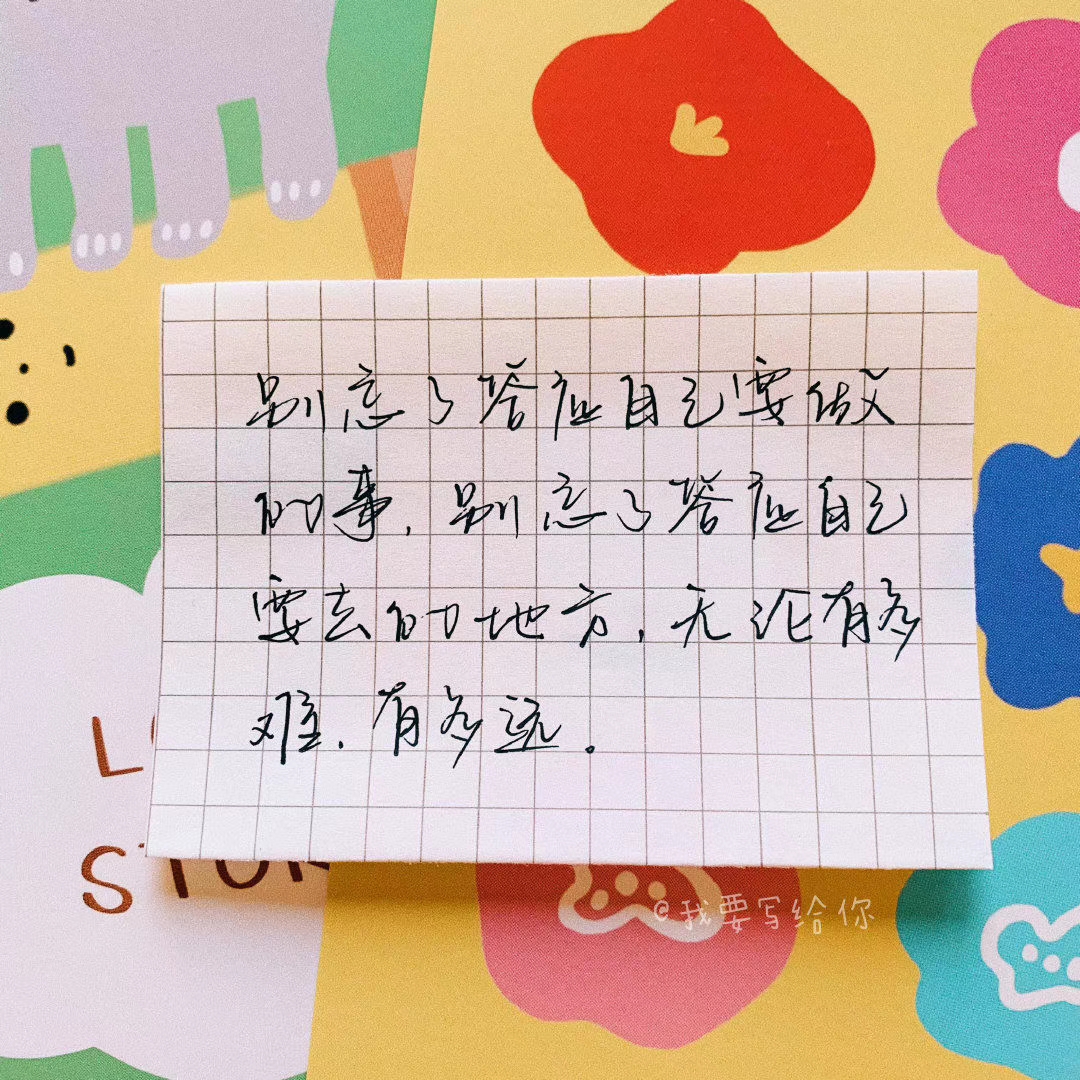 别忘了答应自己要做
的事,别忘了答应自己
要去的地方,无论有多
难,有多远。
@我要写给你